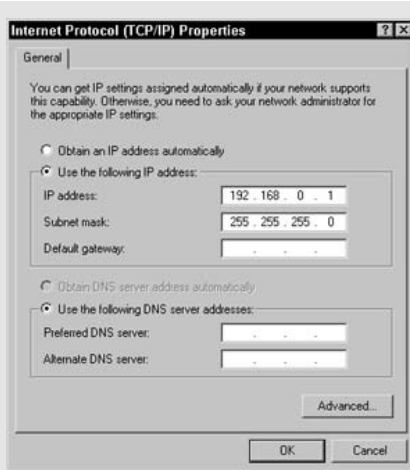 Internet Protocol (TCP/IP) Properties
General
You can get IP settings assigned automatically if your network supports
this capability. Otherwise, you need to ask your network administrator for
the appropriate IP settings.
Obtain an IP address automatically
Use the following IP address:
IP address: 192 . 168 . 0 . 1
Subnet mask: 255 . 255 . 255 . 0
Default gateway: . . .
Obtain DNS server address automatically
Use the following DNS server addresses:
Preferred DNS server: . . .
Alternate DNS server: . . .
Advanced...
OK Cancel